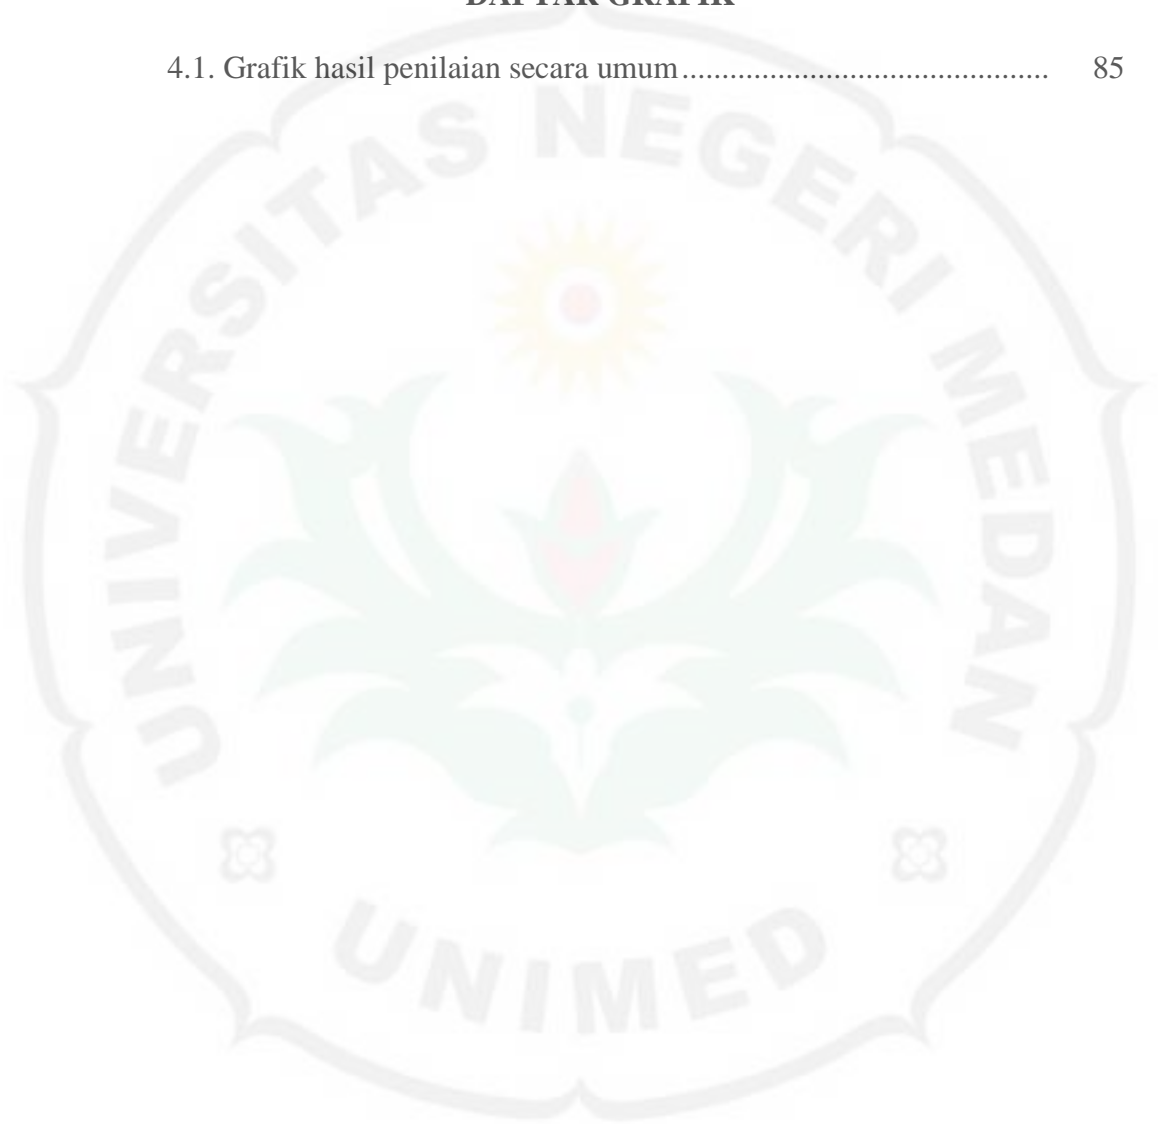 DAFTAR GRAFIK
4.1. Grafik hasil penilaian secara umum.............................................. 85
UNIVERSITAS NEGERI MEDAN
UNIMED